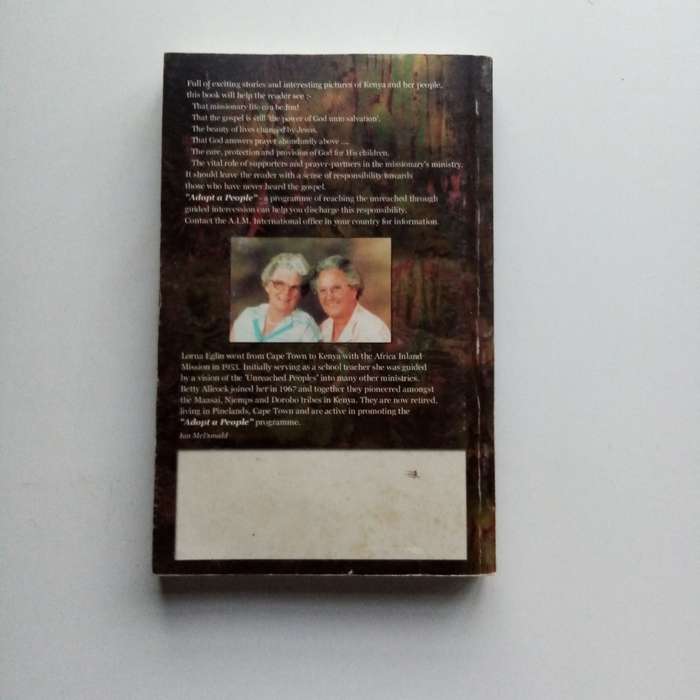 Full of exciting stories and interesting pictures of Kenya and her people,
this book will help the reader see :-
That missionary life can be fun!
That the gospel is still 'the power of God unto salvation'.
The beauty of lives changed by Jesus.
That God answers prayer abundantly above ....
The care, protection and provision of God for His children.
The vital role of supporters and prayer-partners in the missionary's ministry.
It should leave the reader with a sense of responsibility towards
those who have never heard the gospel.
"Adopt a People" - a programme of reaching the unreached through
guided intercession can help you discharge this responsibility.
Contact the A.I.M. International office in your country for information.
Lorna Eglin went from Cape Town to Kenya with the Africa Inland
Mission in 1953. Initially serving as a school teacher she was guided
by a vision of the 'Unreached Peoples' into many other ministries.
Betty Allcock joined her in 1967 and together they pioneered amongst
the Maasai, Njemps and Dorobo tribes in Kenya. They are now retired,
living in Pinelands, Cape Town and are active in promoting the
"Adopt a People" programme.
Ian McDonald